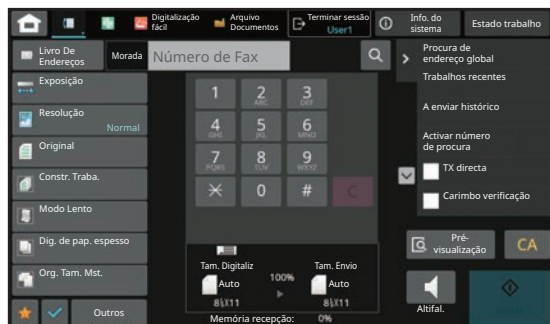 Digitalização
fácil
Arquivo
Documentos
Terminar sessão
User1
Info. do
sistema
Estado trabalho
Livro De
Endereços
Morada
Número de Fax
Procura de
endereço global
Trabalhos recentes
A enviar histórico
Activar número
de procura
TX directa
Carimbo verificação
Exposição
Resolução
Normal
Original
Constr. Traba.
Modo Lento
Dig. de pap. espesso
Org. Tam. Mst.
Outros
1
2
ABC
3
DEF
4
GHI
5
JKL
6
MNO
7
PQRS
8
TUV
9
WXYZ
0
#
C
Tam. Digitaliz
100%
Tam. Envio
Auto
Auto
8½X11
8½X11
Memória recepção: 0%
Pré-
visualização
CA
Altifal.